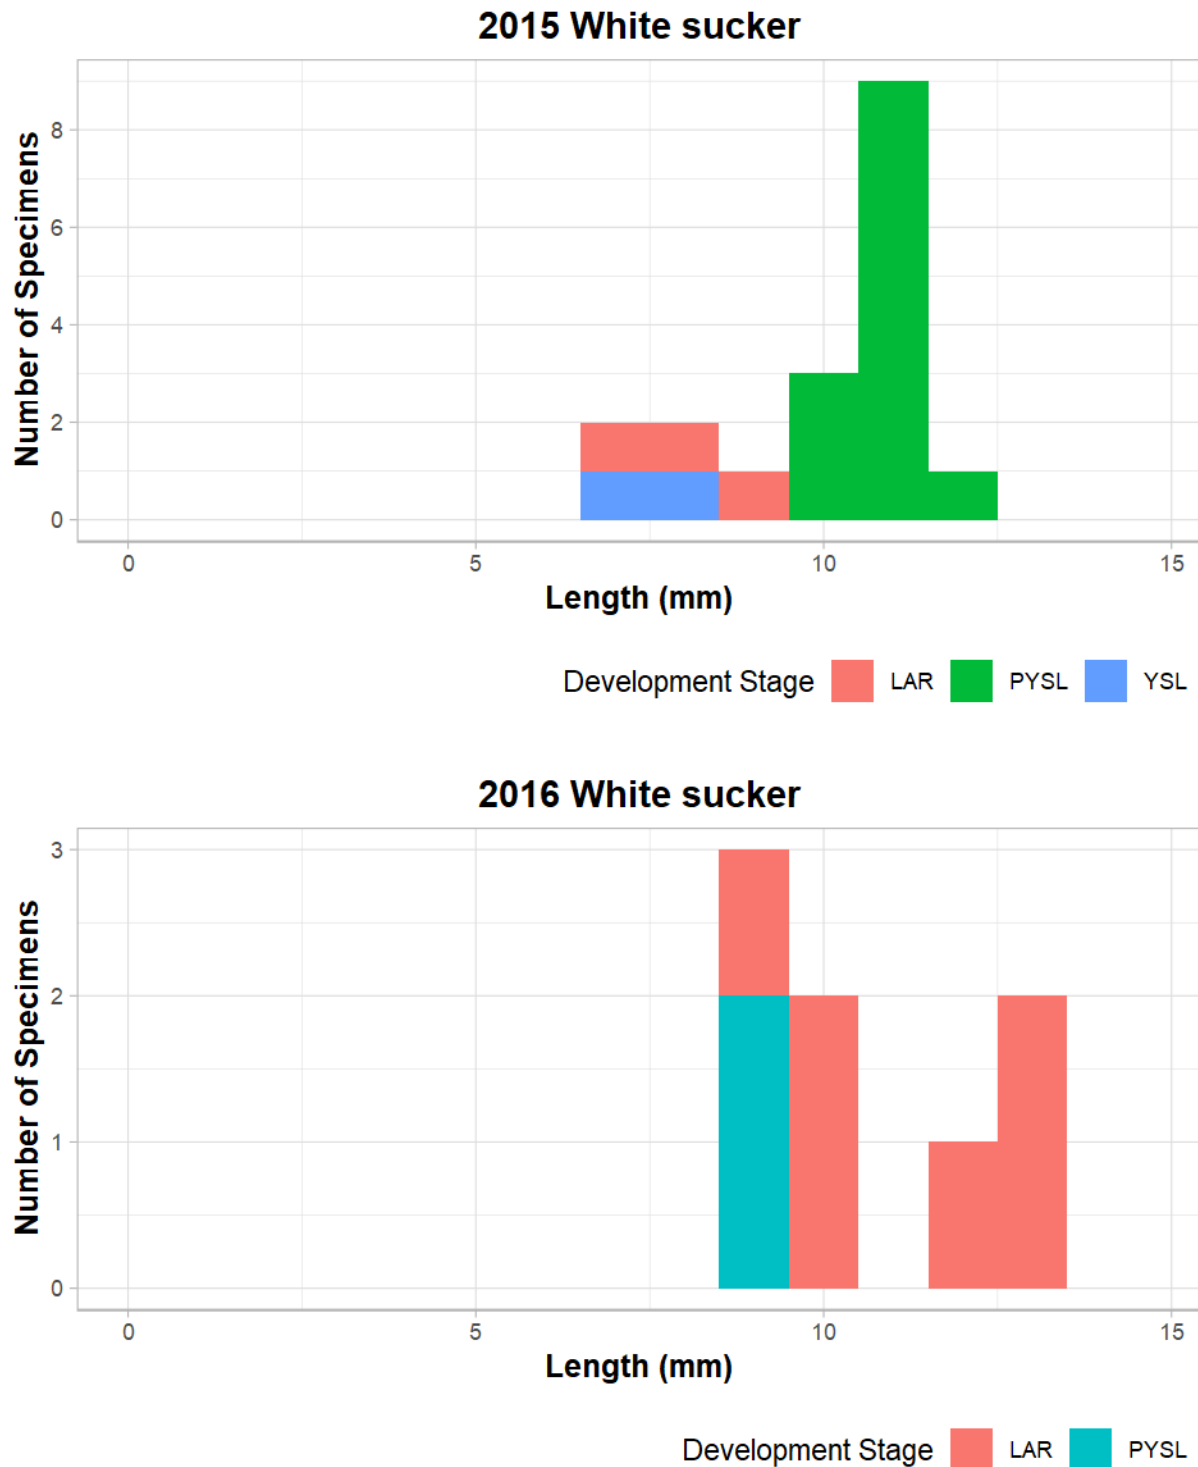 2015 White sucker
Number of Specimens
8
6
4
2
0
0 5 10 15
Length (mm)
Development Stage LAR PYSL YSL
2016 White sucker
Number of Specimens
3
2
1
0
0 5 10 15
Length (mm)
Development Stage LAR PYSL